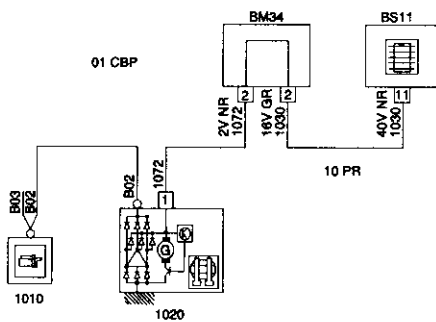 BM34
BS11
01 CBP
2
2
11
2V NR
1072
16V GR
1030
40V NR
1030
10 PR
B03
B02
B02
1072
1
G
1010
1020